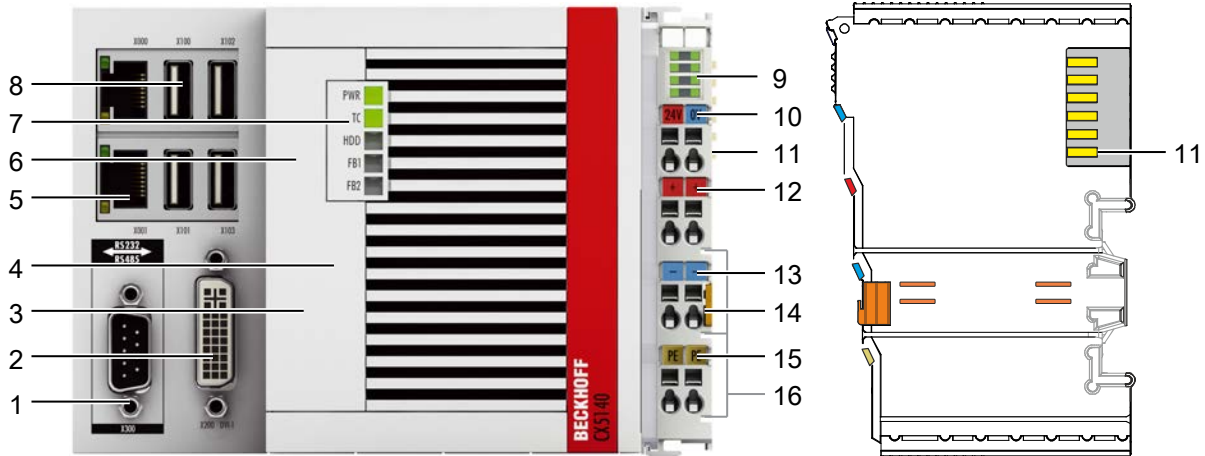 X000 X100 X102
8
7
6
5
4
3
2
1
PWR
TC
HDD
FB1
FB2
X001 X101 X103
RS232
RS485
X300
X200 DVI-I
BECKHOFF
CX5140
24V 0V
+ +
− −
PE PE
9
10
11
12
13
14
15
16
11